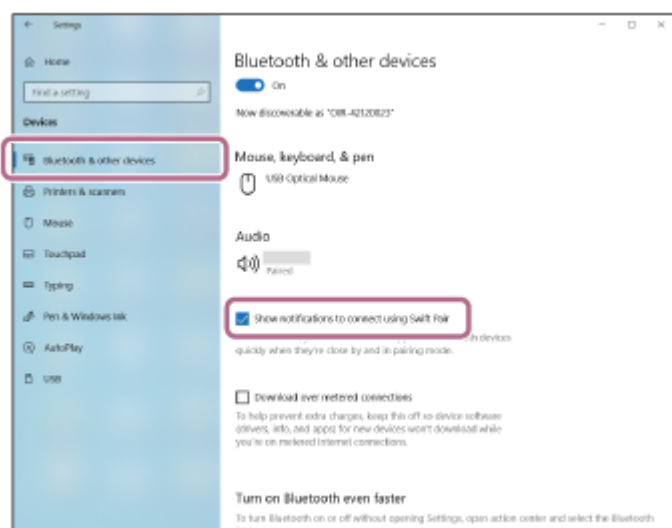 Settings
Home
Find a setting
Devices
Bluetooth & other devices
Printers & scanners
Mouse
Touchpad
Typing
Pen & Windows Ink
AutoPlay
USB
Bluetooth & other devices
On
Mouse, keyboard, & pen
USB Optical Mouse
Audio
Paired
Show notifications to connect using Swift Pair
devices
quickly when they're close by and in pairing mode.
Download over metered connections
To help prevent extra charges, keep this off so device software
(drivers, info, and apps) for new devices won't download while
you're on metered Internet connections.
Turn on Bluetooth even faster
To turn Bluetooth on or off without opening Settings, open action center and select the Bluetooth